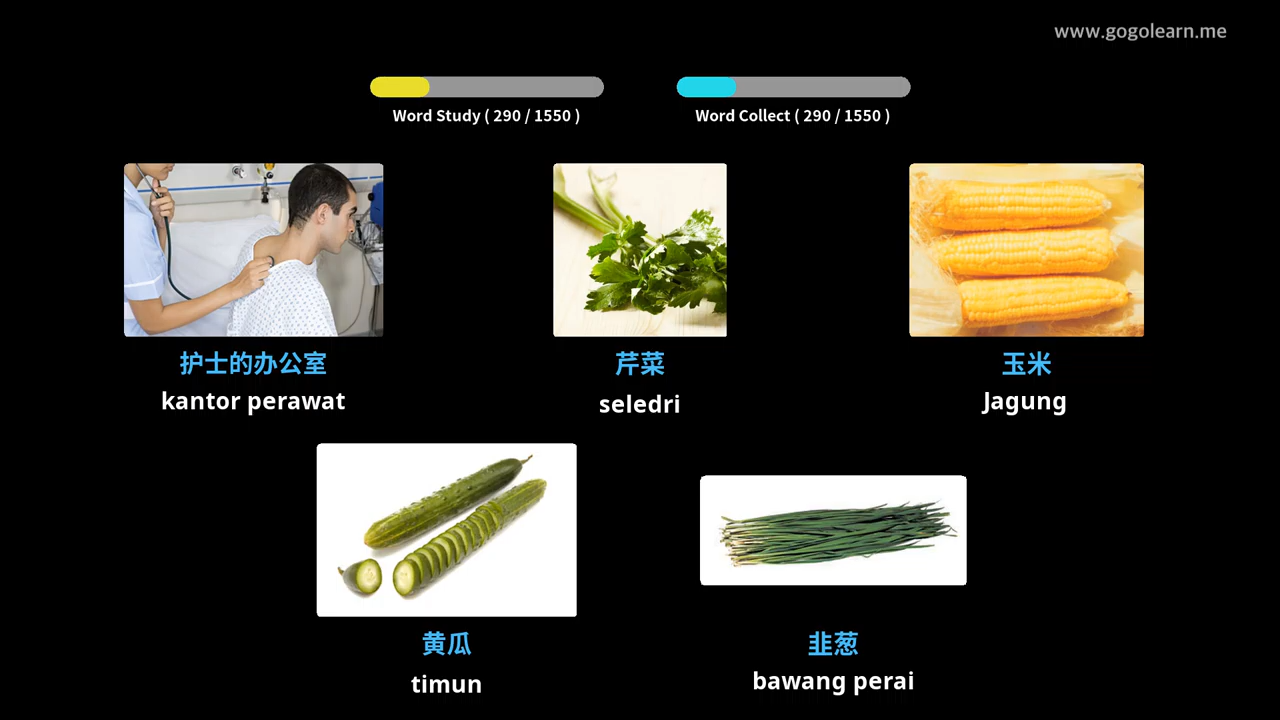 www.gogolearn.me
Word Study ( 290 / 1550 )
Word Collect ( 290 / 1550 )
护士的办公室
kantor perawat
芹菜
seledri
玉米
Jagung
黄瓜
timun
韭葱
bawang perai